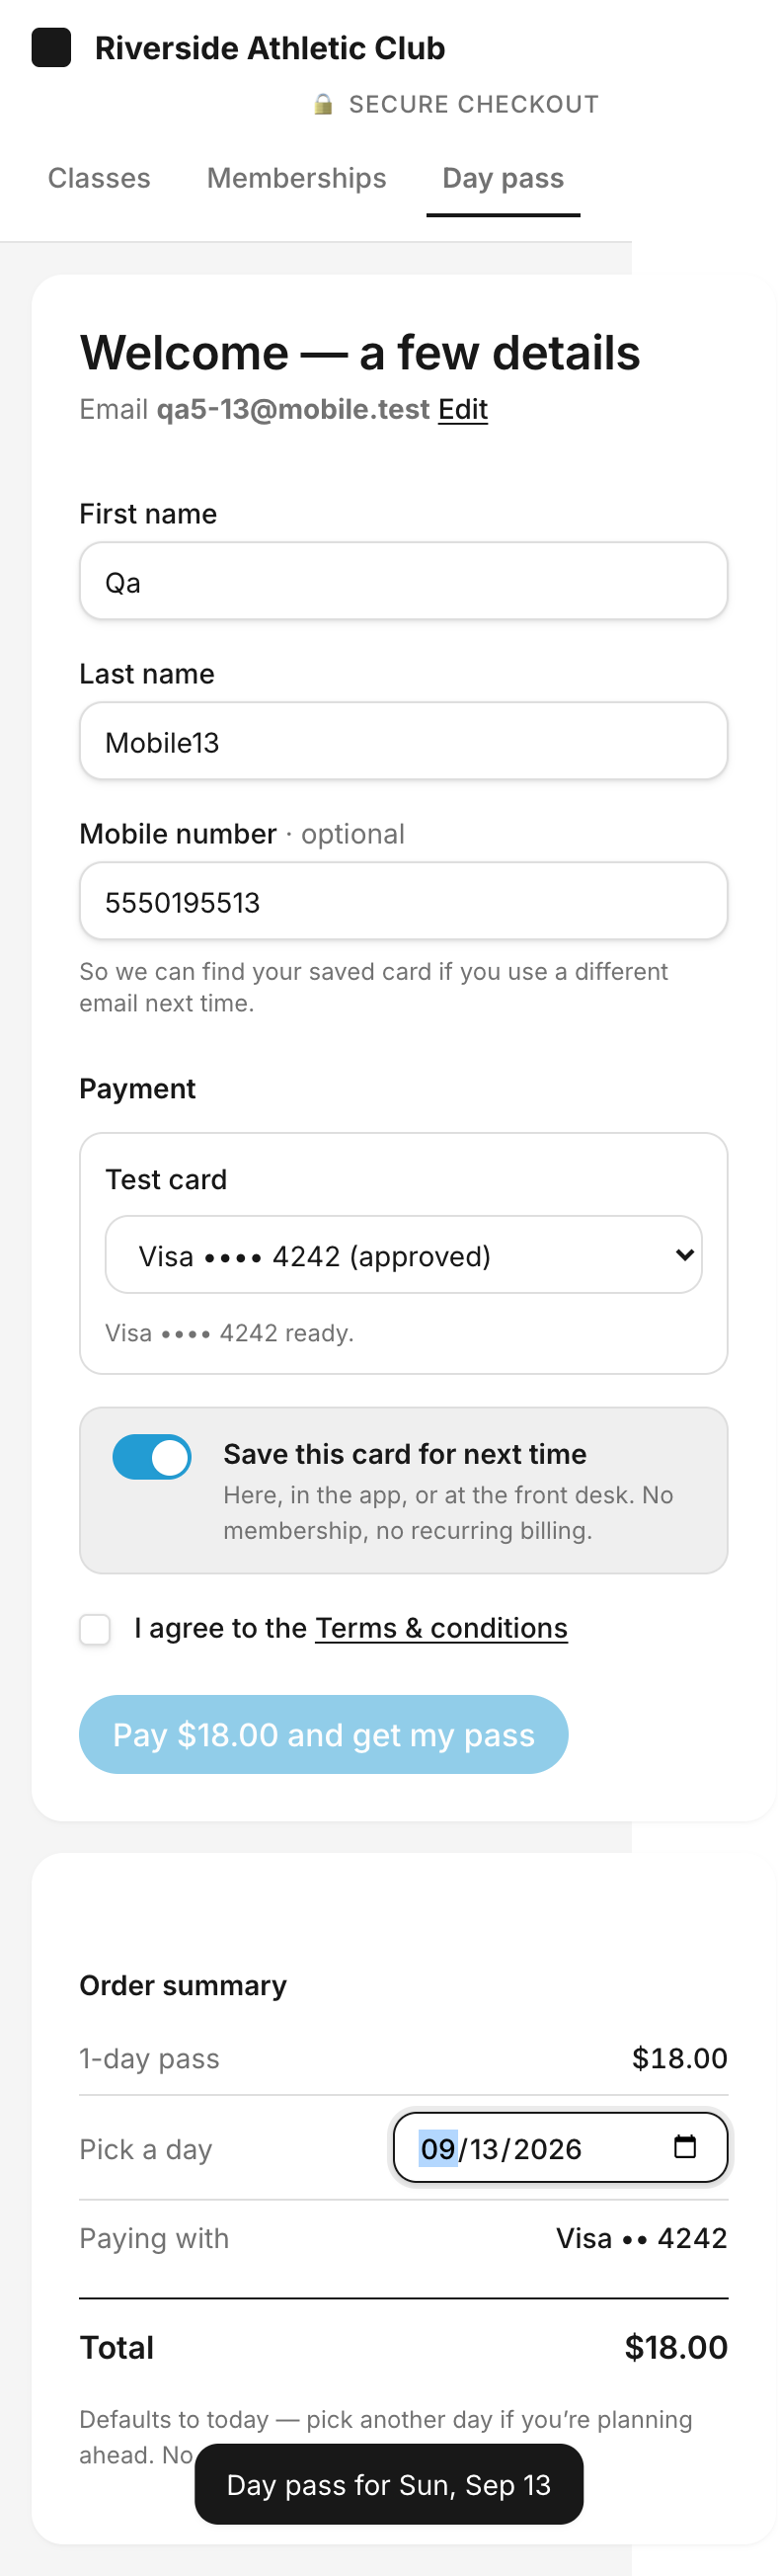 Riverside Athletic Club
🔒 SECURE CHECKOUT
Classes Memberships Day pass
Welcome — a few details
Email qa5-13@mobile.test Edit
First name
Qa
Last name
Mobile13
Mobile number · optional
5550195513
So we can find your saved card if you use a different
email next time.
Payment
Test card
Visa •••• 4242 (approved)
Visa •••• 4242 ready.
Save this card for next time
Here, in the app, or at the front desk. No
membership, no recurring billing.
I agree to the Terms & conditions
Pay $18.00 and get my pass
Order summary
1-day pass $18.00
Pick a day 09/13/2026
Paying with Visa •• 4242
Total $18.00
Defaults to today — pick another day if you’re planning
ahead. No
Day pass for Sun, Sep 13